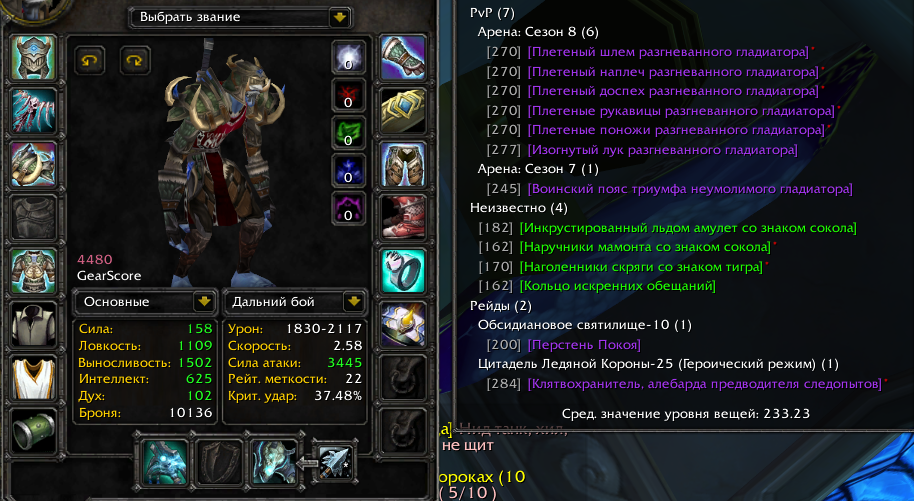 Выбрать звание
0
0
0
0
0
4480
GearScore
Основные
Дальний бой
Сила: 158
Ловкость: 1109
Выносливость: 1502
Интеллект: 625
Дух: 102
Броня: 10136
Урон: 1830-2117
Скорость: 2.58
Сила атаки: 3445
Рейт. меткости: 22
Крит. удар: 37.48%
PvP (7)
Арена: Сезон 8 (6)
[270] [Плетеный шлем разгневанного гладиатора]*
[270] [Плетеный наплеч разгневанного гладиатора]*
[270] [Плетеный доспех разгневанного гладиатора]*
[270] [Плетеные рукавицы разгневанного гладиатора]*
[270] [Плетеные поножи разгневанного гладиатора]*
[277] [Изогнутый лук разгневанного гладиатора]
Арена: Сезон 7 (1)
[245] [Воинский пояс триумфа неумолимого гладиатора]
Неизвестно (4)
[182] [Инкрустированный льдом амулет со знаком сокола]
[162] [Наручники мамонта со знаком сокола]*
[170] [Наголенники скряги со знаком тигра]*
[162] [Кольцо искренних обещаний]
Рейды (2)
Обсидиановое святилище-10 (1)
[200] [Перстень Покоя]
Цитадель Ледяной Короны-25 (Героический режим) (1)
[284] [Клятвохранитель, алебарда предводителя следопытов]*
Сред. значение уровня вещей: 233.23
а] Нид танк, хил,
не щит
ороках (10
( 5/10 )